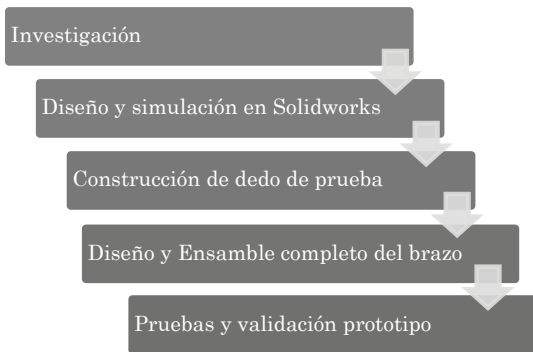 Investigación
Diseño y simulación en Solidworks
Construcción de dedo de prueba
Diseño y Ensamble completo del brazo
Pruebas y validación prototipo